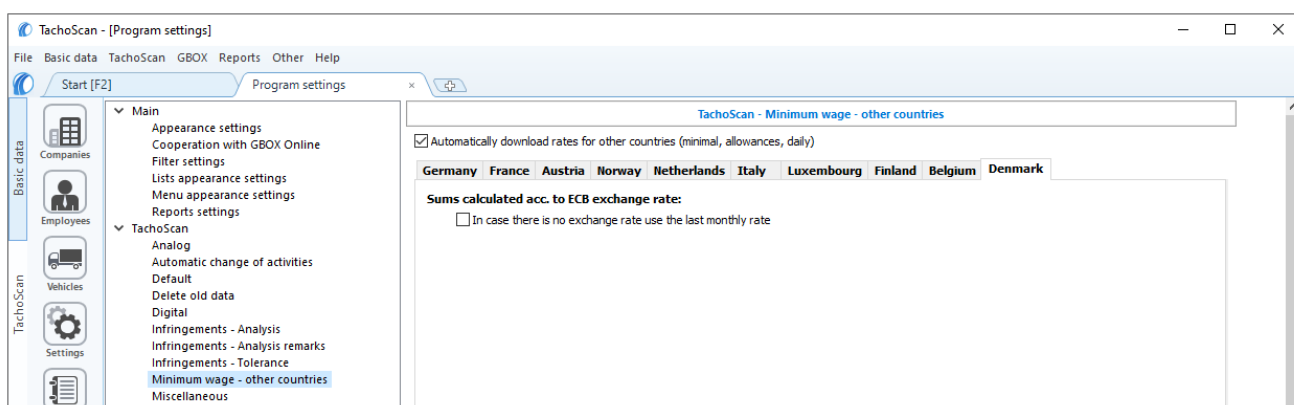 TachoScan - [Program settings]
File Basic data TachoScan GBOX Reports Other Help
Start [F2]
Program settings
Basic data
TachoScan
Companies
Employees
Vehicles
Settings
Main
Appearance settings
Cooperation with GBOX Online
Filter settings
Lists appearance settings
Menu appearance settings
Reports settings
TachoScan
Analog
Automatic change of activities
Default
Delete old data
Digital
Infringements - Analysis
Infringements - Analysis remarks
Infringements - Tolerance
Minimum wage - other countries
Miscellaneous
TachoScan - Minimum wage - other countries
Automatically download rates for other countries (minimal, allowances, daily)
Germany France Austria Norway Netherlands Italy Luxembourg Finland Belgium Denmark
Sums calculated acc. to ECB exchange rate:
In case there is no exchange rate use the last monthly rate